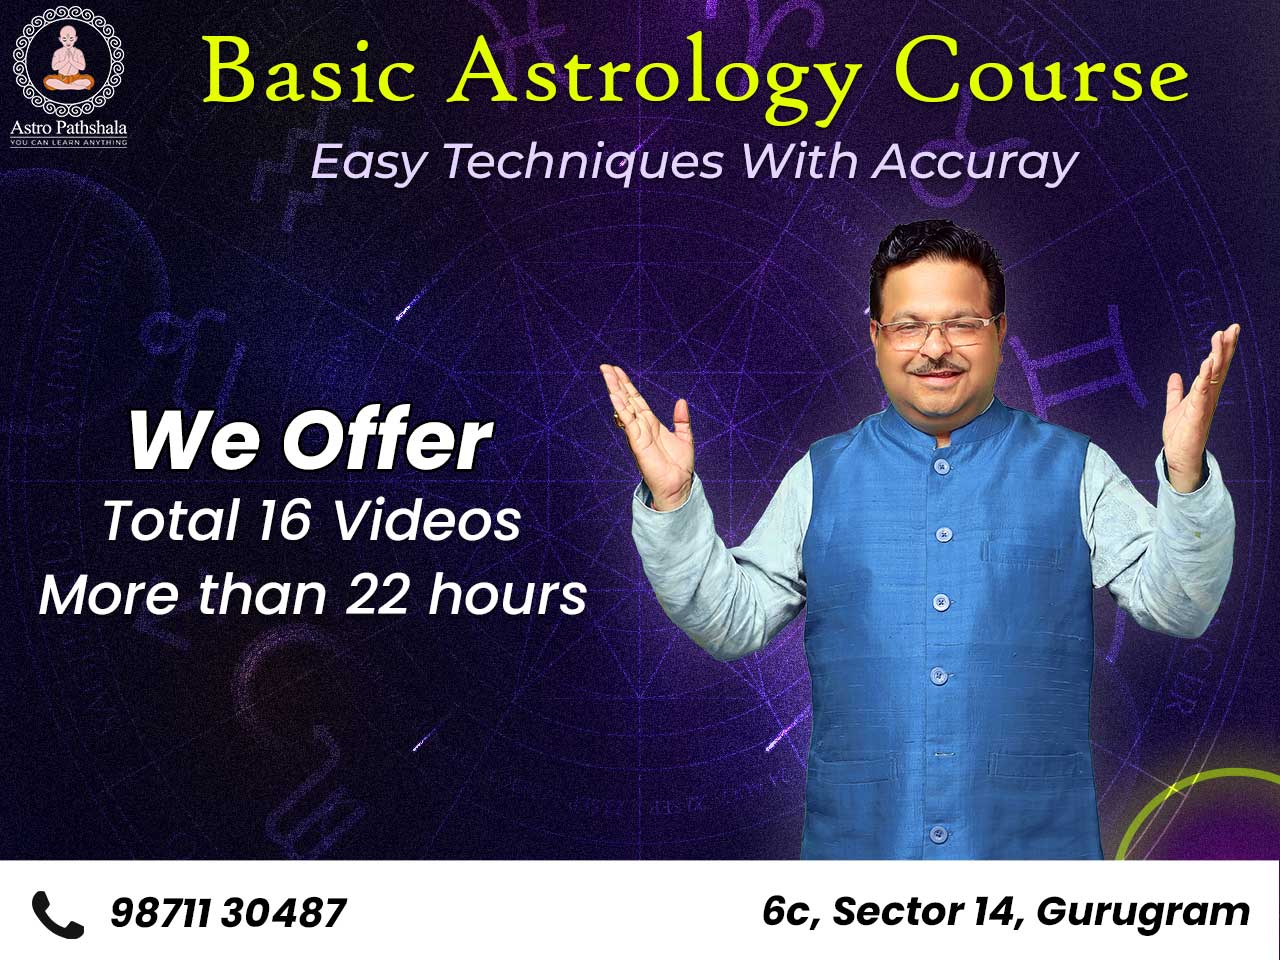 Basic Astrology Course
Easy Techniques With Accuray
Astro Pathshala
YOU CAN LEARN ANYTHING
We Offer
Total 16 Videos
More than 22 hours
98711 30487
6c, Sector 14, Gurugram